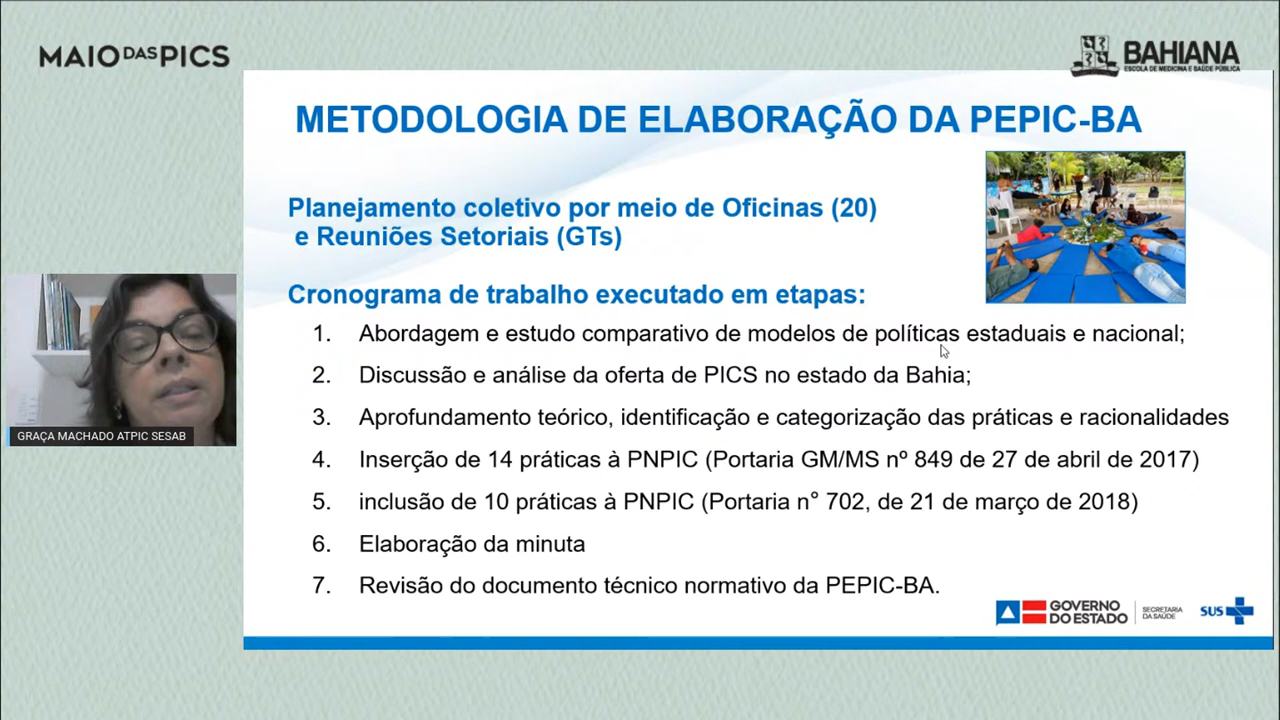 MAIO DAS PICS
BAHIANA
ESCOLA DE MEDICINA E SAÚDE PÚBLICA
METODOLOGIA DE ELABORAÇÃO DA PEPIC-BA
Planejamento coletivo por meio de Oficinas (20)
e Reuniões Setoriais (GTs)
Cronograma de trabalho executado em etapas:
1. Abordagem e estudo comparativo de modelos de políticas estaduais e nacional;
2. Discussão e análise da oferta de PICS no estado da Bahia;
3. Aprofundamento teórico, identificação e categorização das práticas e racionalidades
4. Inserção de 14 práticas à PNPIC (Portaria GM/MS nº 849 de 27 de abril de 2017)
5. inclusão de 10 práticas à PNPIC (Portaria n° 702, de 21 de março de 2018)
6. Elaboração da minuta
7. Revisão do documento técnico normativo da PEPIC-BA.
GRAÇA MACHADO ATPIC SESAB
GOVERNO
DO ESTADO
SECRETARIA
DA SAÚDE
SUS